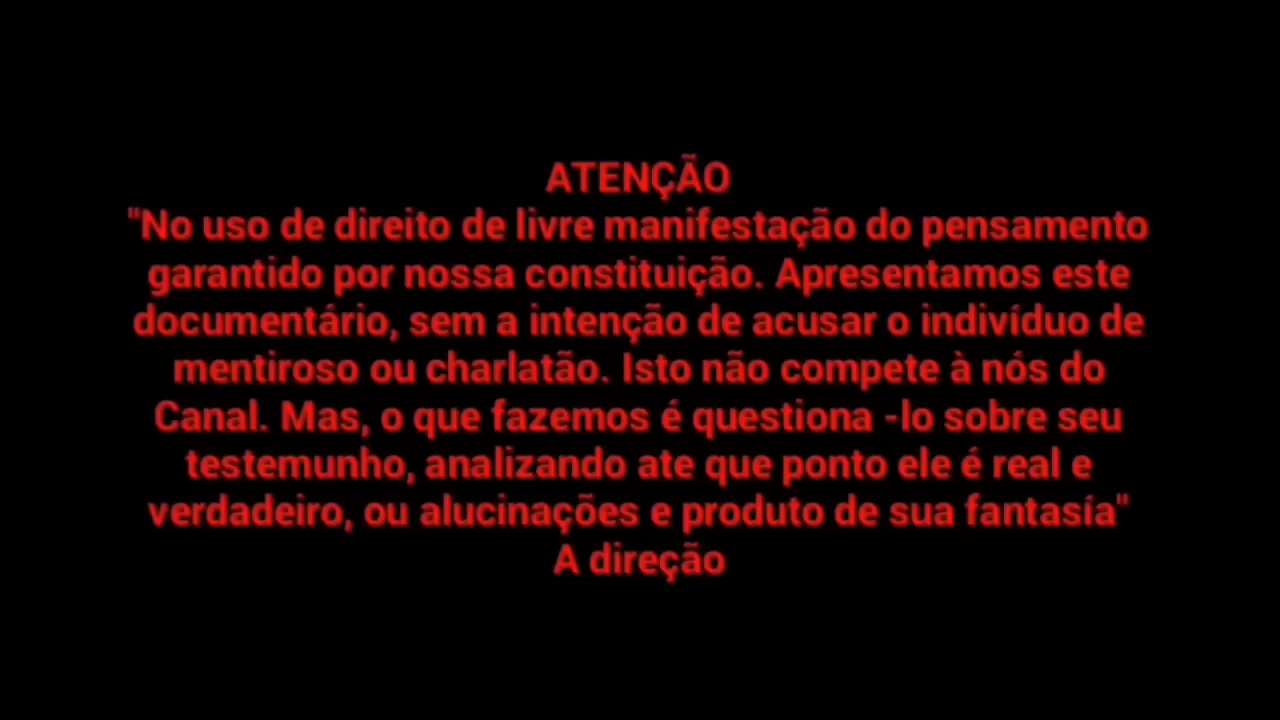 ATENÇÃO
"No uso de direito de livre manifestação do pensamento
garantido por nossa constituição. Apresentamos este
documentário, sem a intenção de acusar o indivíduo de
mentiroso ou charlatão. Isto não compete à nós do
Canal. Mas, o que fazemos é questiona -lo sobre seu
testemunho, analizando ate que ponto ele é real e
verdadeiro, ou alucinações e produto de sua fantasía"
A direção